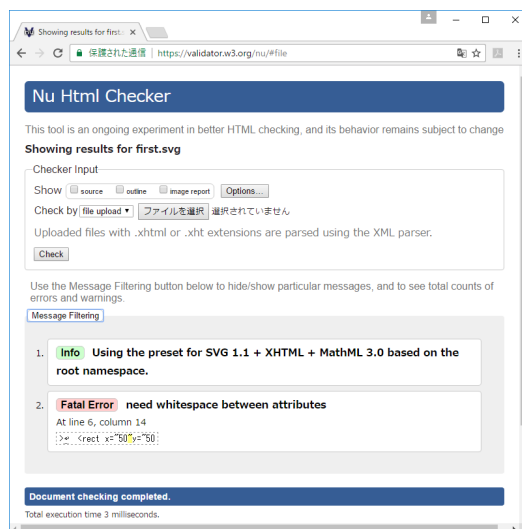 Showing results for first.
保護された通信 | https://validator.w3.org/nu/#file
Nu Html Checker
This tool is an ongoing experiment in better HTML checking, and its behavior remains subject to change
Showing results for first.svg
Checker Input
Show source outline image report Options...
Check by file upload ファイルを選択 選択されていません
Uploaded files with .xhtml or .xht extensions are parsed using the XML parser.
Check
Use the Message Filtering button below to hide/show particular messages, and to see total counts of
errors and warnings.
Message Filtering
1. Info Using the preset for SVG 1.1 + XHTML + MathML 3.0 based on the
root namespace.
2. Fatal Error need whitespace between attributes
At line 6, column 14
>↩ <rect x="50"y="50
Document checking completed.
Total execution time 3 milliseconds.